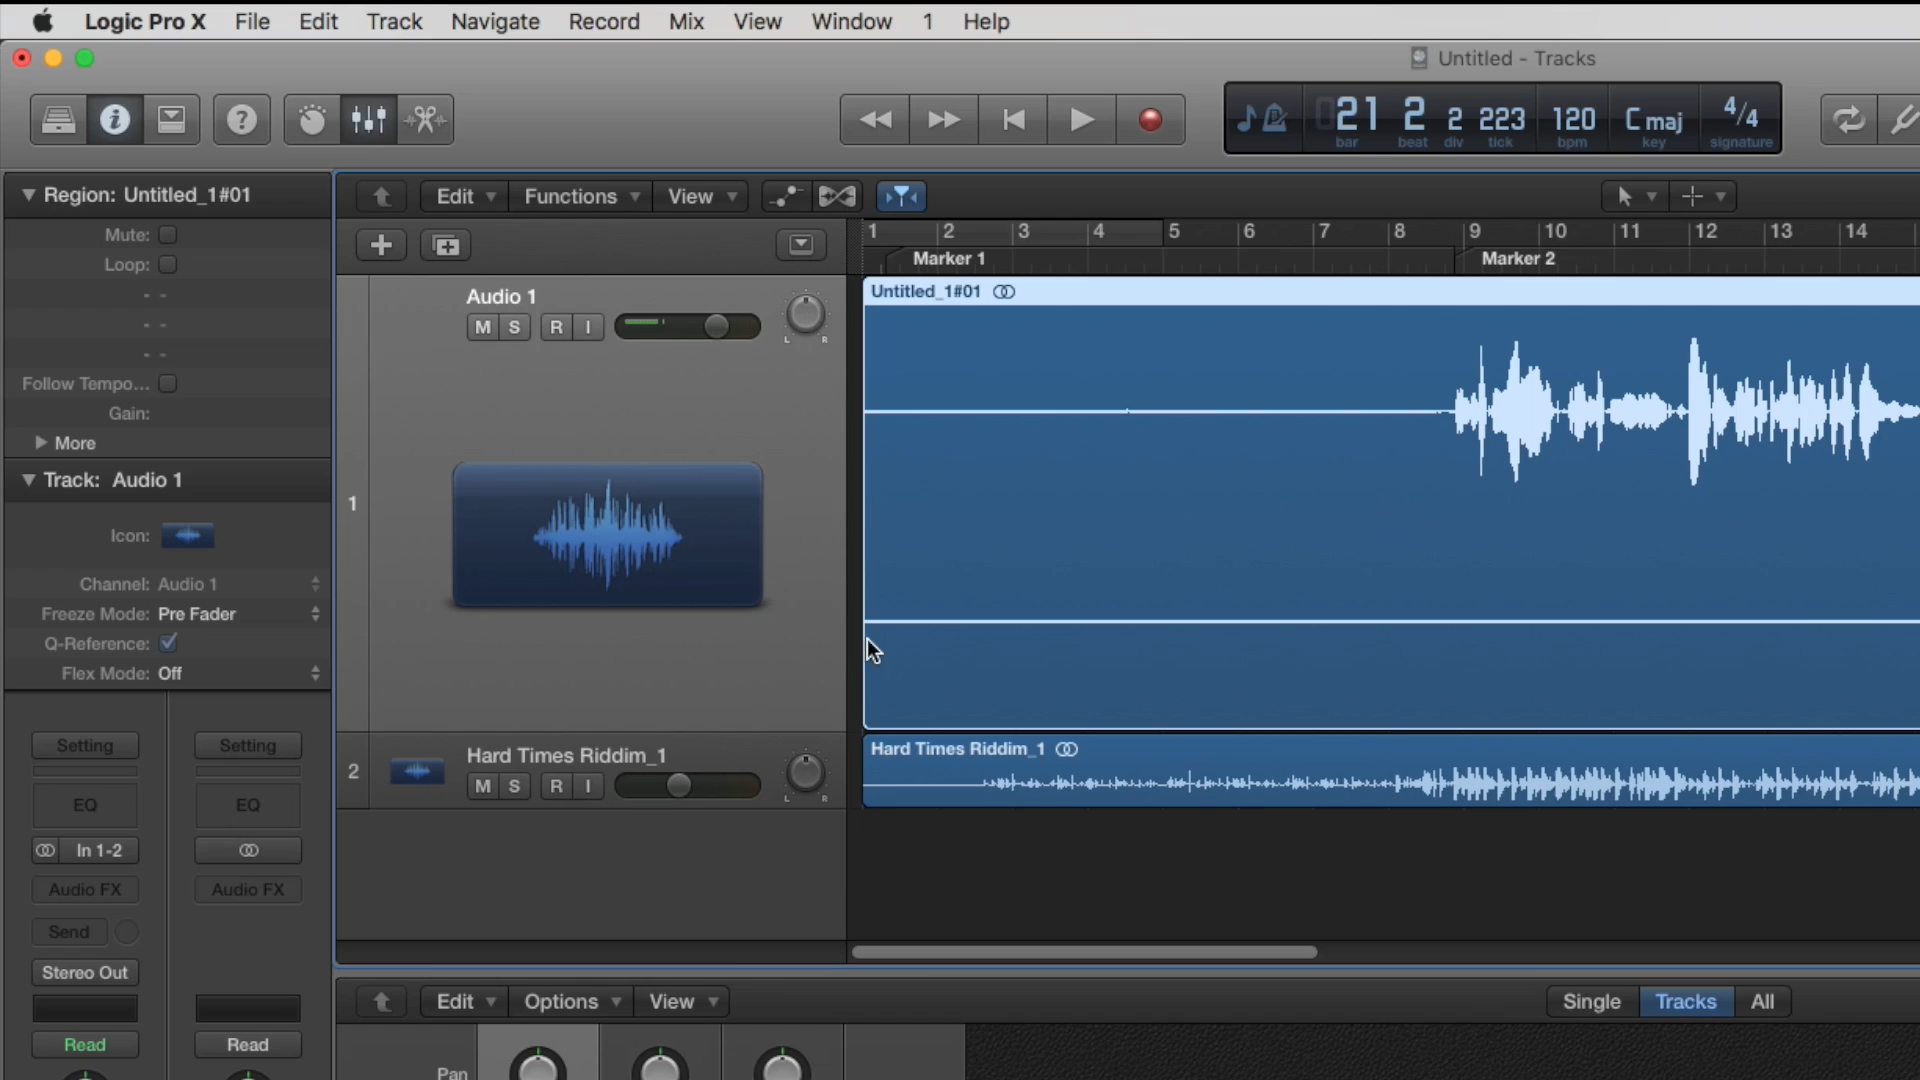 Logic Pro X File Edit Track Navigate Record Mix View Window 1 Help
Untitled - Tracks
21 2 2 223 120 C maj 4/4
bar beat div tick bpm key signature
Region: Untitled_1#01
Edit Functions View
Mute:
Loop:
- -
- -
- -
Follow Tempo...
Gain:
More
1 2 3 4 5 6 7 8 9 10 11 12 13 14
Marker 1 Marker 2
Audio 1
M S R I
L R
Untitled_1#01
Track: Audio 1
Icon:
Channel: Audio 1
Freeze Mode: Pre Fader
Q-Reference:
Flex Mode: Off
1
2
Hard Times Riddim_1
M S R I
L R
Hard Times Riddim_1
Setting Setting
EQ EQ
In 1-2
Audio FX Audio FX
Send
Stereo Out
Read Read
Edit Options View
Single Tracks All
Pan